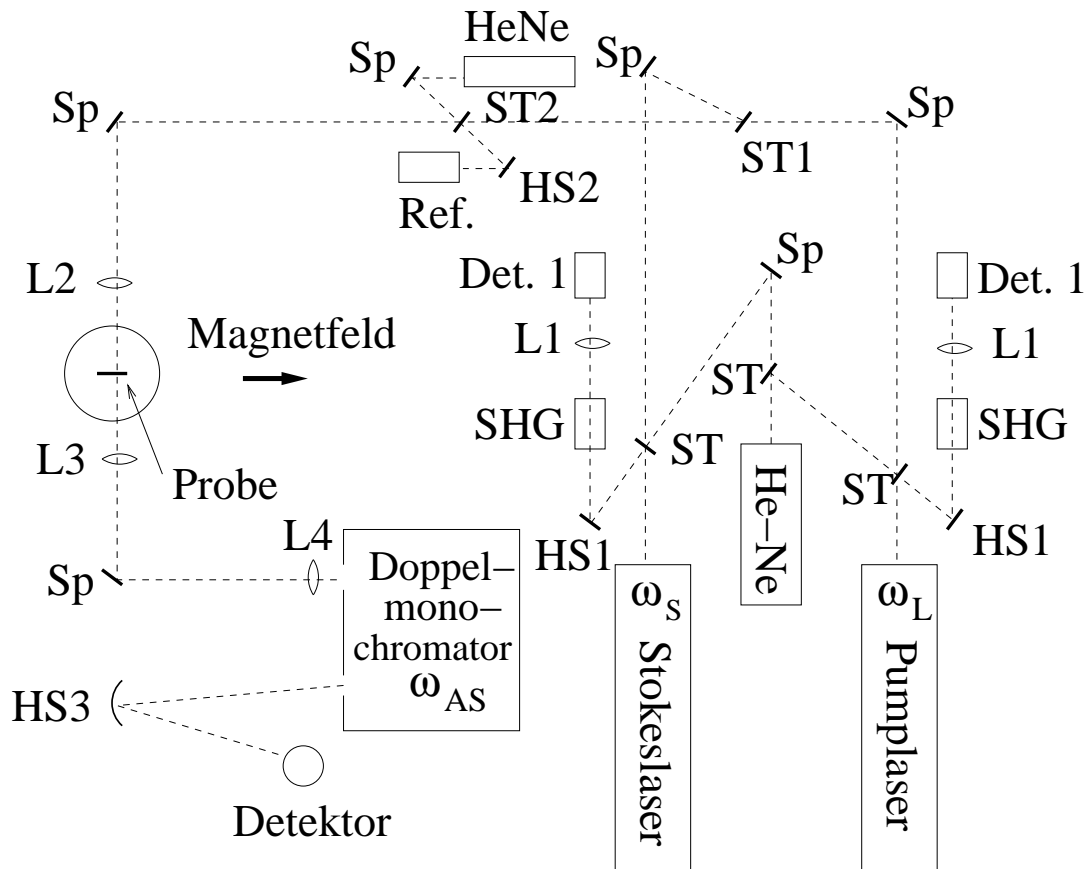 HeNe
Sp
Sp
Sp
ST2
Sp
ST1
HS2
Ref.
Sp
Det. 1
Det. 1
L2
Magnetfeld
L1
L1
ST
SHG
SHG
L3
ST
ST
Probe
He–Ne
L4
HS1
HS1
Sp
Doppel–
mono–
chromator
ω_AS
ω_S Stokeslaser
ω_L Pumplaser
HS3
Detektor